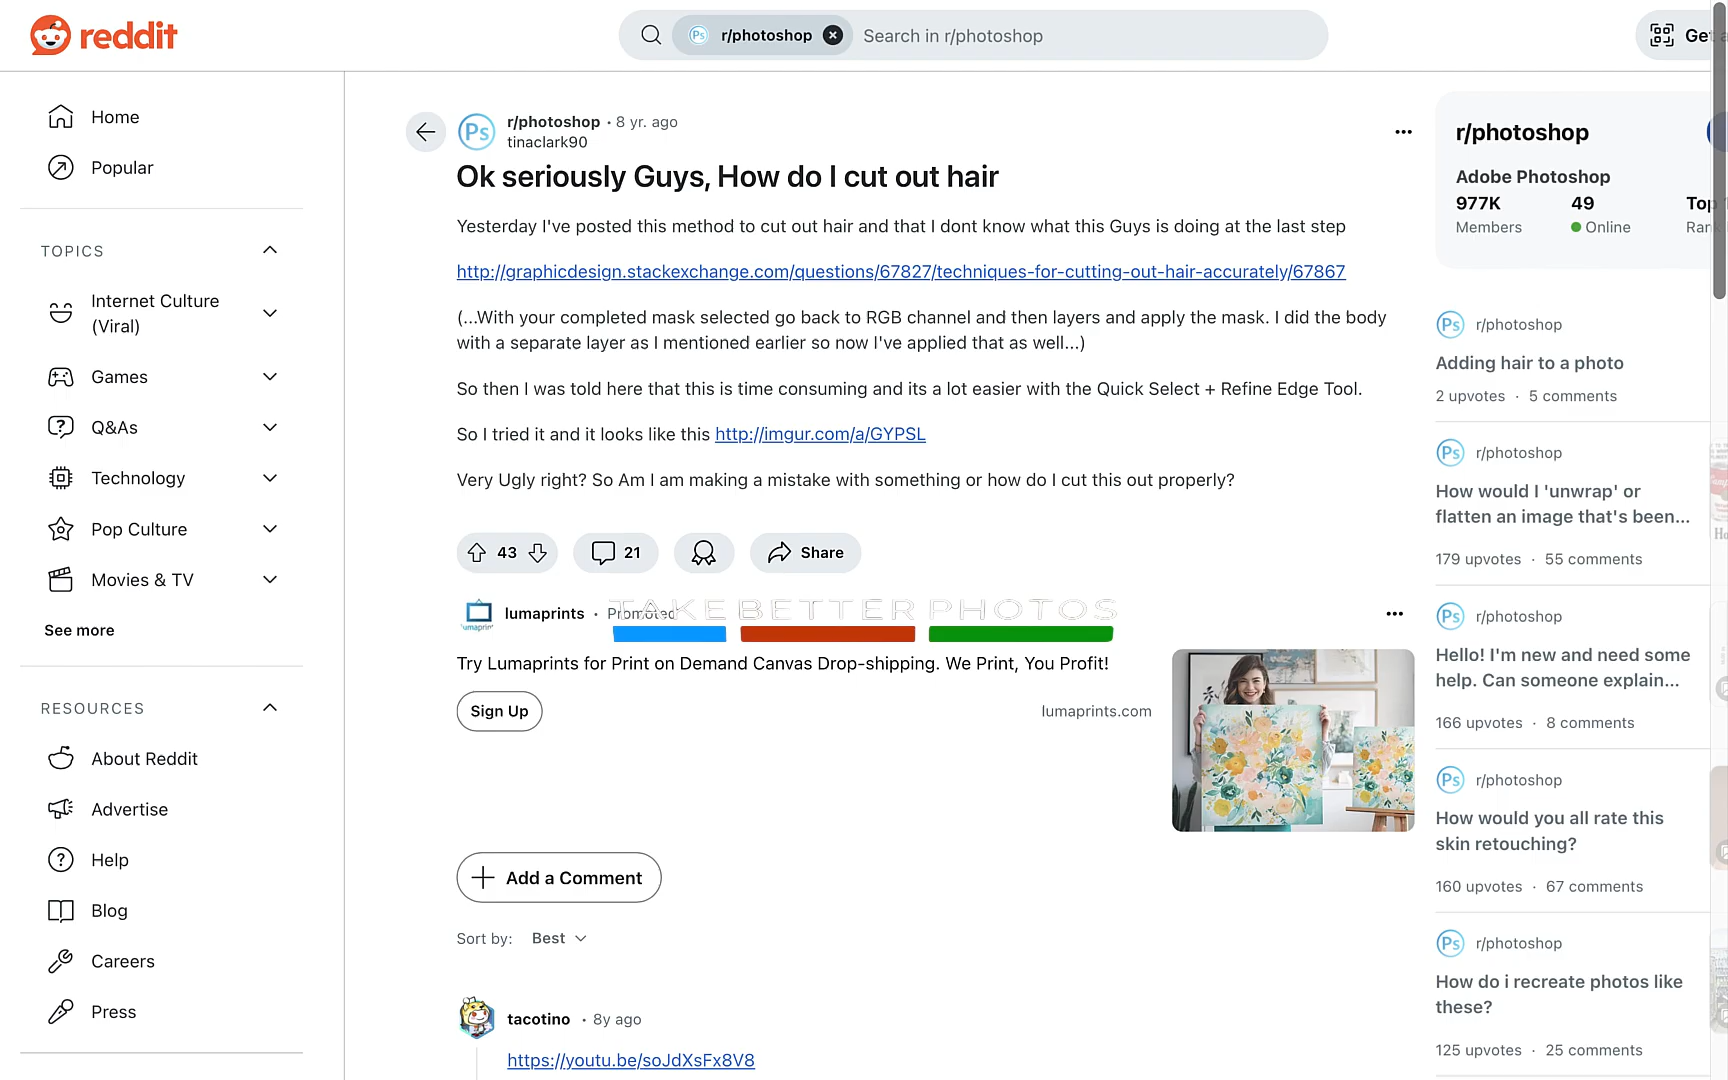 reddit
r/photoshop
Search in r/photoshop
Get
Home
Popular
TOPICS
Internet Culture
(Viral)
Games
Q&As
Technology
Pop Culture
Movies & TV
See more
RESOURCES
About Reddit
Advertise
Help
Blog
Careers
Press
Ps
r/photoshop • 8 yr. ago
tinaclark90
Ok seriously Guys, How do I cut out hair
Yesterday I've posted this method to cut out hair and that I dont know what this Guys is doing at the last step
http://graphicdesign.stackexchange.com/questions/67827/techniques-for-cutting-out-hair-accurately/67867
(...With your completed mask selected go back to RGB channel and then layers and apply the mask. I did the body
with a separate layer as I mentioned earlier so now I've applied that as well...)
So then I was told here that this is time consuming and its a lot easier with the Quick Select + Refine Edge Tool.
So I tried it and it looks like this http://imgur.com/a/GYPSL
Very Ugly right? So Am I am making a mistake with something or how do I cut this out properly?
43
21
Share
lumaprints • Promoted
TAKE BETTER PHOTOS
Try Lumaprints for Print on Demand Canvas Drop-shipping. We Print, You Profit!
Sign Up
lumaprints.com
Add a Comment
Sort by: Best
tacotino • 8y ago
https://youtu.be/soJdXsFx8V8
r/photoshop
Adobe Photoshop
977K 49 Top
Members Online
Ps r/photoshop
Adding hair to a photo
2 upvotes · 5 comments
Ps r/photoshop
How would I 'unwrap' or
flatten an image that's been...
179 upvotes · 55 comments
Ps r/photoshop
Hello! I'm new and need some
help. Can someone explain...
166 upvotes · 8 comments
Ps r/photoshop
How would you all rate this
skin retouching?
160 upvotes · 67 comments
Ps r/photoshop
How do i recreate photos like
these?
125 upvotes · 25 comments